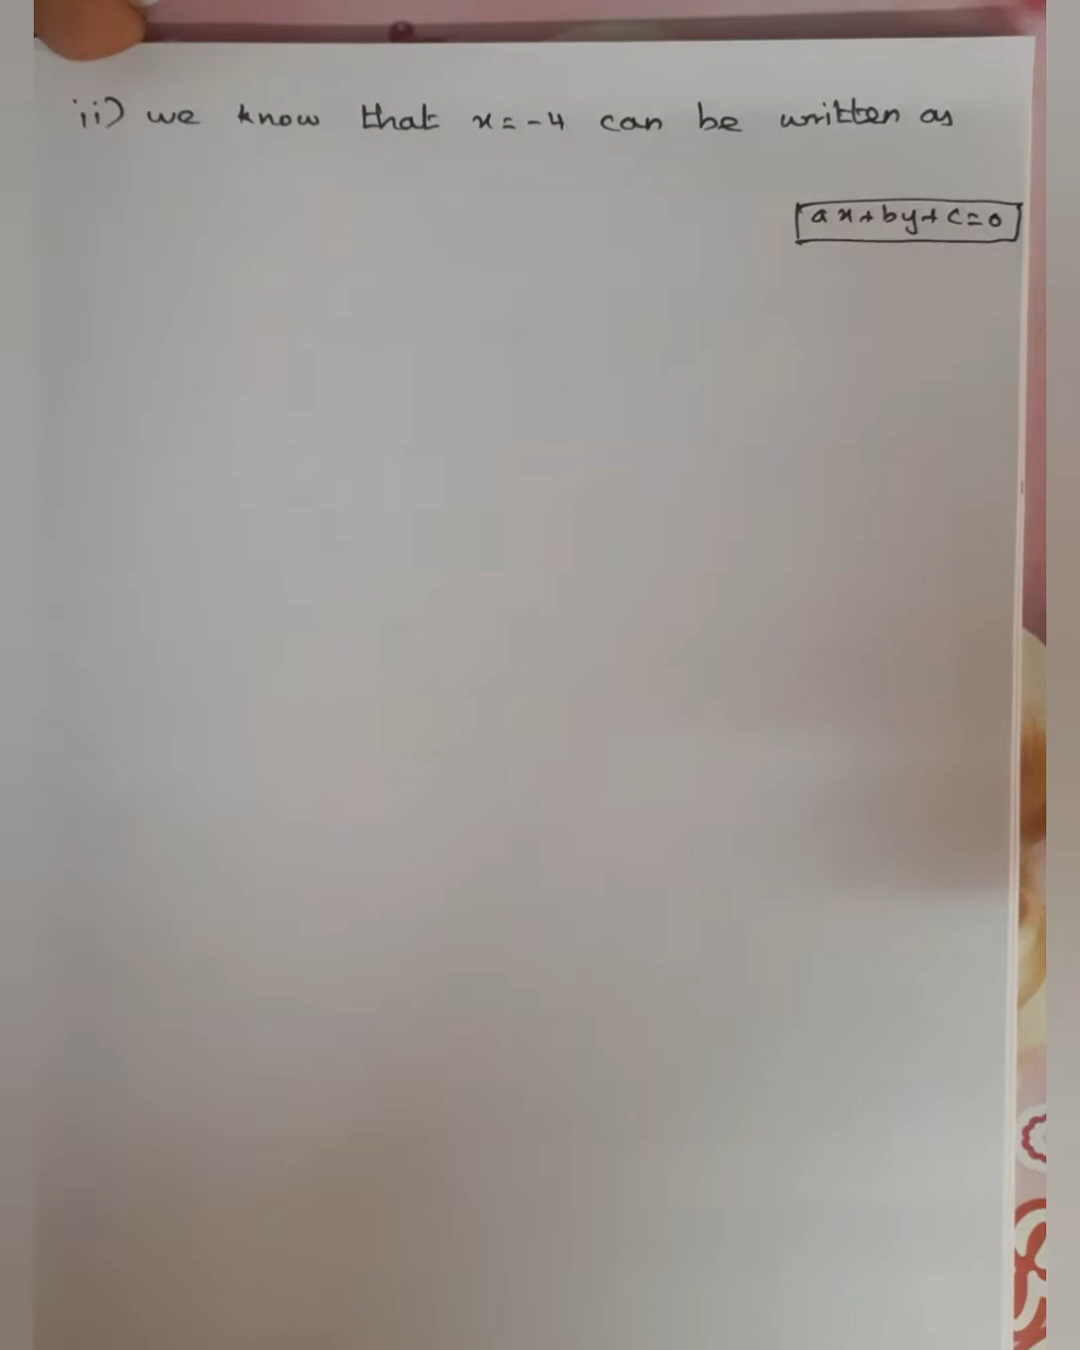 ii) we know that x = -4 can be written as
ax+by+c=0